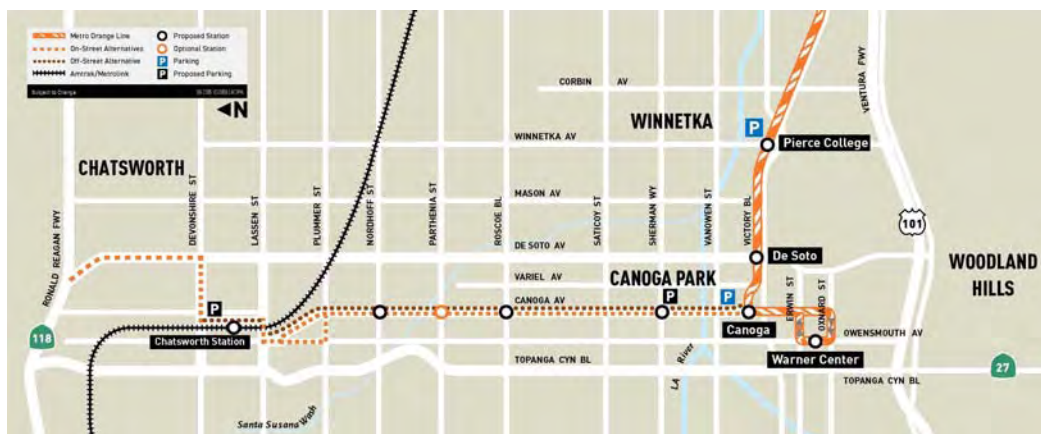 Metro Orange Line
On-Street Alternatives
Off-Street Alternative
Amtrak/Metrolink
Proposed Station
Optional Station
P Parking
P Proposed Parking
Subject to Change
N
CORBIN AV
VENTURA FWY
WINNETKA
P
WINNETKA AV
Pierce College
CHATSWORTH
DEVONSHIRE ST
LASSEN ST
PLUMMER ST
NORDHOFF ST
PARTHENIA ST
ROSCOE BL
MASON AV
SATICOY ST
SHERMAN WY
VANOWEN ST
VICTORY BL
101
RONALD REAGAN FWY
DE SOTO AV
De Soto
WOODLAND
HILLS
VARIEL AV
CANOGA PARK
ERWIN ST
OXNARD ST
CANOGA AV
P
P
P
Canoga
118
Chatsworth Station
OWENSMOUTH AV
Warner Center
TOPANGA CYN BL
LA River
27
TOPANGA CYN BL
Santa Susana Wash